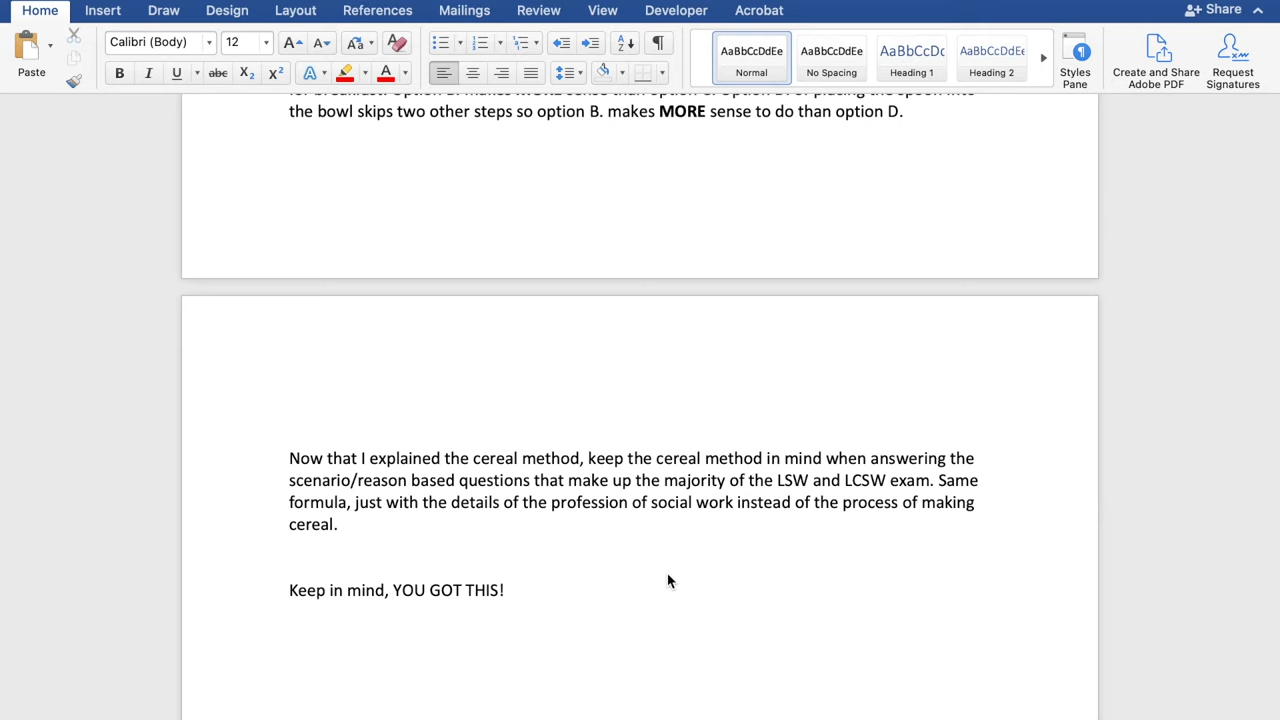 Home Insert Draw Design Layout References Mailings Review View Developer Acrobat Share
Calibri (Body) 12
AaBbCcDdEe AaBbCcDdEe AaBbCcDc AaBbCcDdEe
Paste
B I U abc X₂ X² A A
Normal No Spacing Heading 1 Heading 2
Styles Pane
Create and Share Adobe PDF
Request Signatures
the bowl skips two other steps so option B. makes MORE sense to do than option D.
Now that I explained the cereal method, keep the cereal method in mind when answering the
scenario/reason based questions that make up the majority of the LSW and LCSW exam. Same
formula, just with the details of the profession of social work instead of the process of making
cereal.
Keep in mind, YOU GOT THIS!